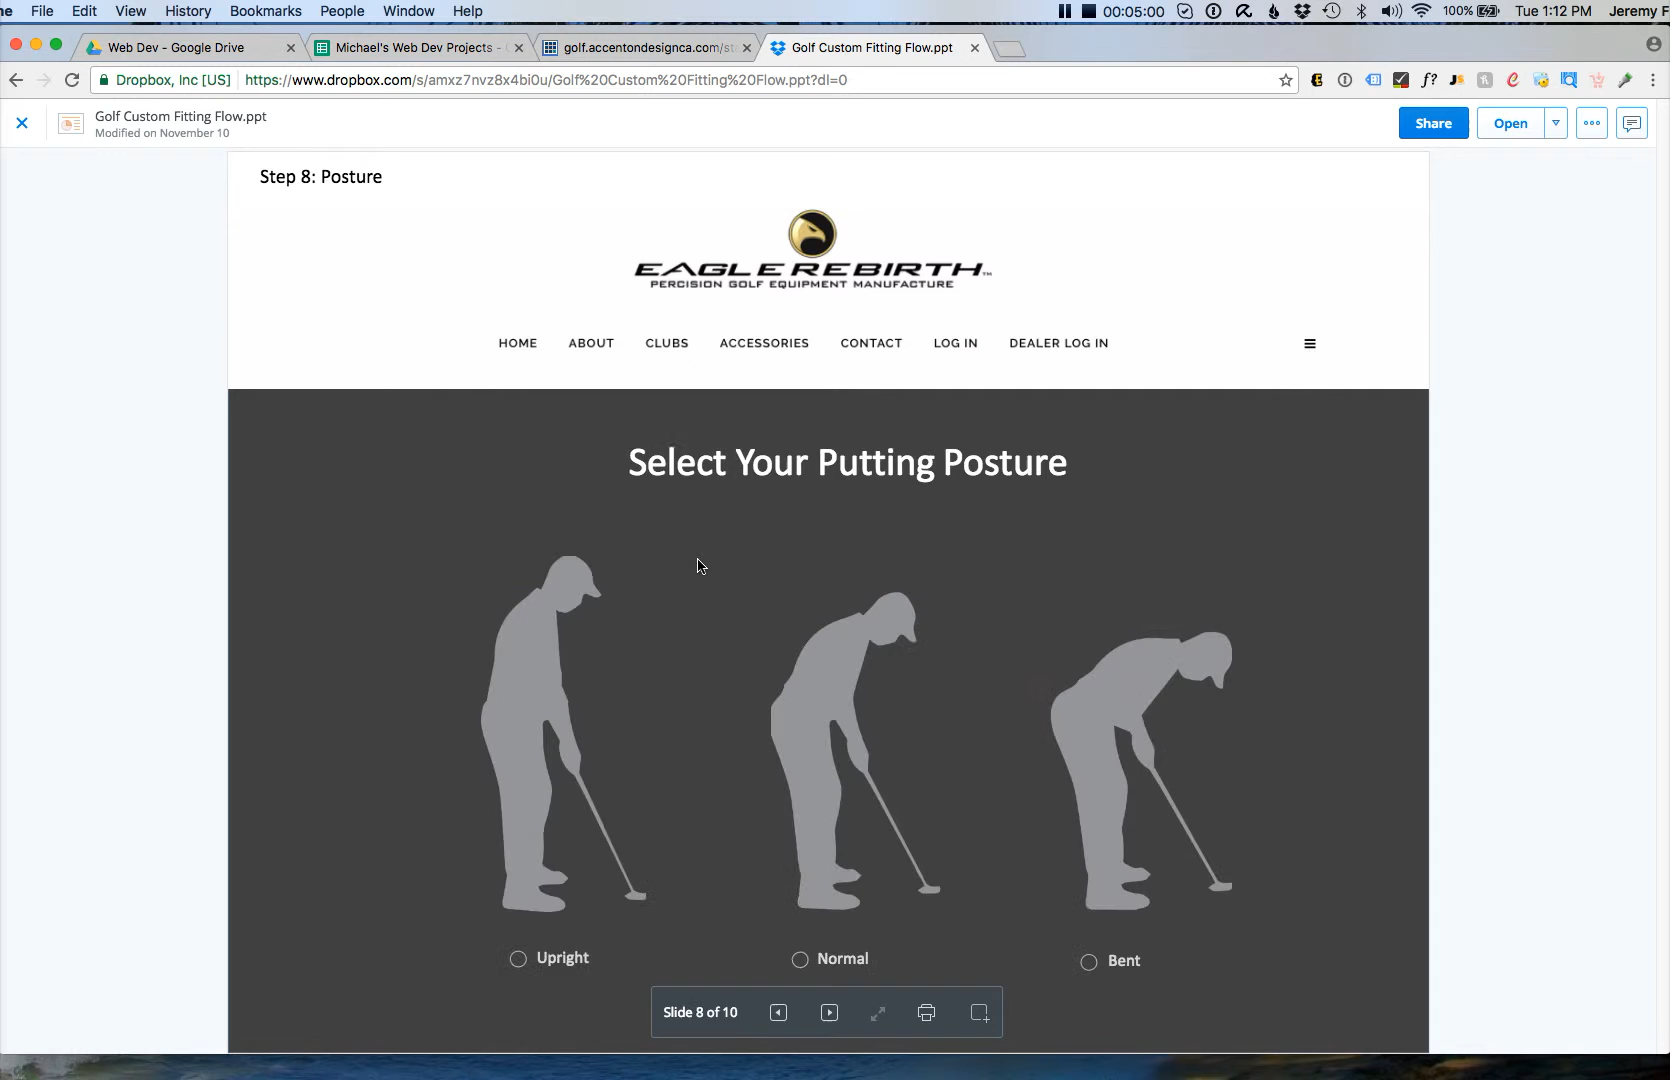 File Edit View History Bookmarks People Window Help 00:05:00 100% Tue 1:12 PM Jeremy F
Web Dev - Google Drive
Michael's Web Dev Projects -
golf.accentondesignca.com/st
Golf Custom Fitting Flow.ppt
Dropbox, Inc [US] https://www.dropbox.com/s/amxz7nvz8x4bi0u/Golf%20Custom%20Fitting%20Flow.ppt?dl=0
Golf Custom Fitting Flow.ppt
Modified on November 10
Share Open
Step 8: Posture
EAGLE REBIRTH™
PERCISION GOLF EQUIPMENT MANUFACTURE
HOME ABOUT CLUBS ACCESSORIES CONTACT LOG IN DEALER LOG IN
Select Your Putting Posture
Upright Normal Bent
Slide 8 of 10